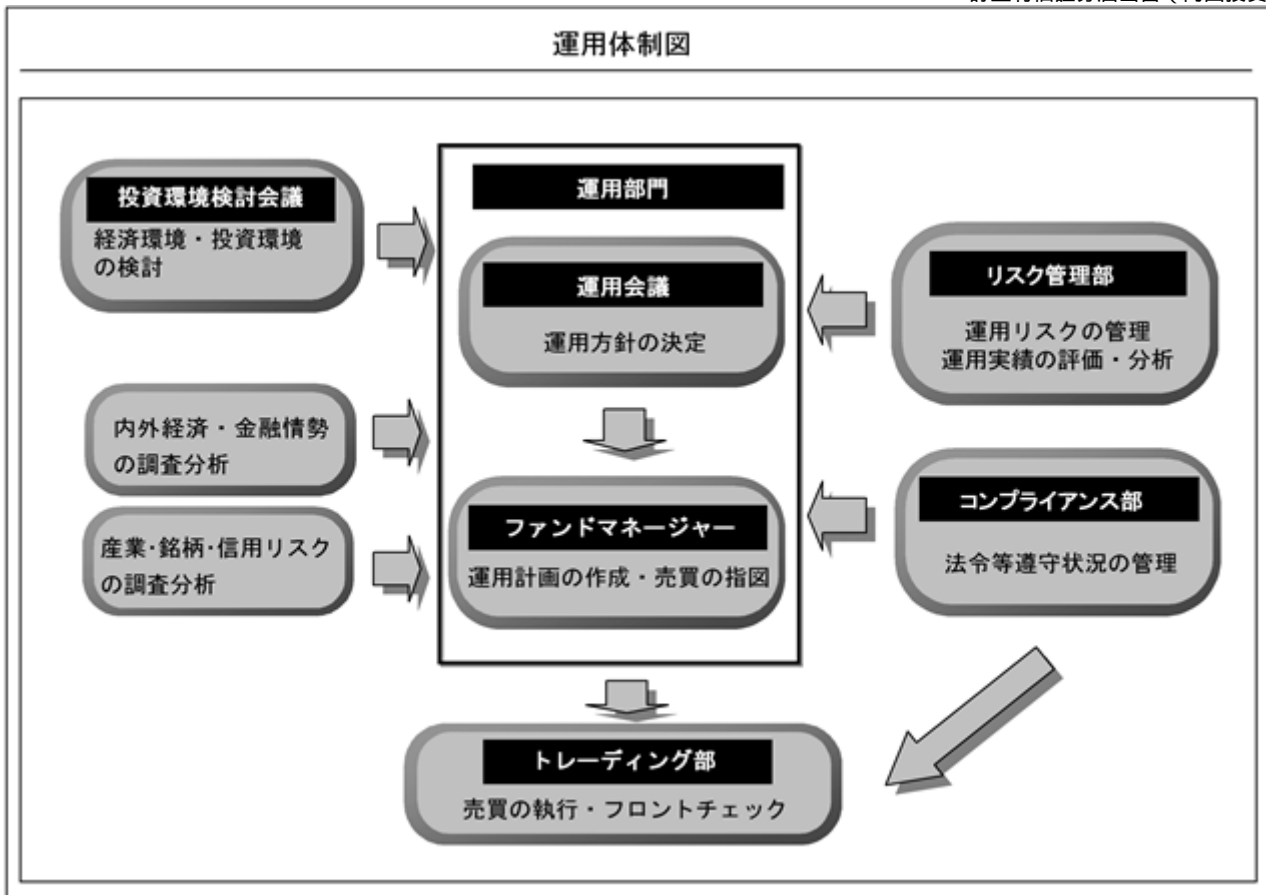 運用体制図
投資環境検討会議
経済環境・投資環境
の検討
内外経済・金融情勢
の調査分析
産業・銘柄・信用リスク
の調査分析
運用部門
運用会議
運用方針の決定
ファンドマネージャー
運用計画の作成・売買の指図
リスク管理部
運用リスクの管理
運用実績の評価・分析
コンプライアンス部
法令等遵守状況の管理
トレーディング部
売買の執行・フロントチェック